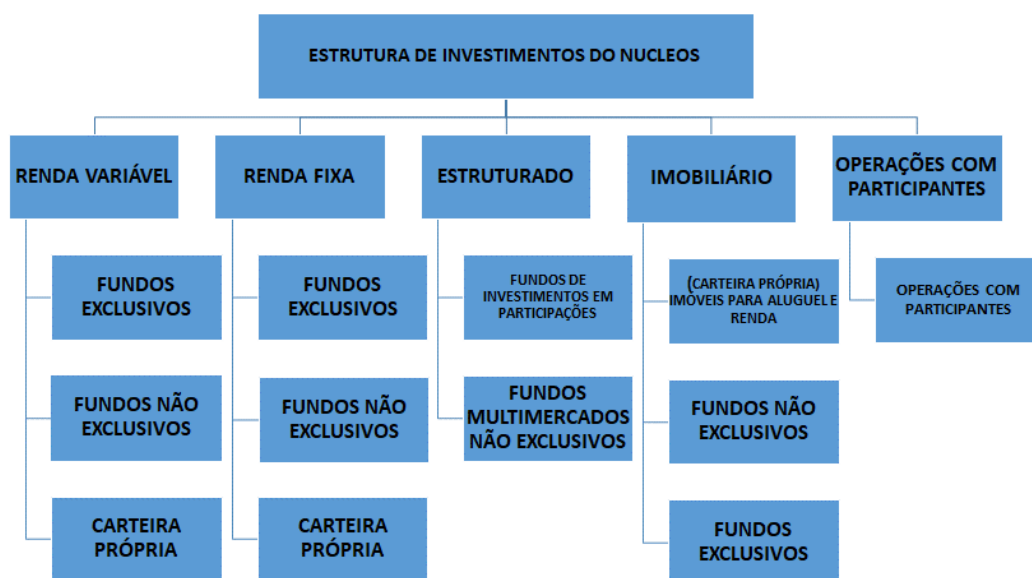 ESTRUTURA DE INVESTIMENTOS DO NUCLEOS
RENDA VARIÁVEL
RENDA FIXA
ESTRUTURADO
IMOBILIÁRIO
OPERAÇÕES COM
PARTICIPANTES
FUNDOS
EXCLUSIVOS
FUNDOS
EXCLUSIVOS
FUNDOS DE
INVESTIMENTOS EM
PARTICIPAÇÕES
(CARTEIRA PRÓPRIA)
IMÓVEIS PARA ALUGUEL E
RENDA
OPERAÇÕES COM
PARTICIPANTES
FUNDOS NÃO
EXCLUSIVOS
FUNDOS NÃO
EXCLUSIVOS
FUNDOS
MULTIMERCADOS
NÃO EXCLUSIVOS
FUNDOS NÃO
EXCLUSIVOS
CARTEIRA
PRÓPRIA
CARTEIRA
PRÓPRIA
FUNDOS
EXCLUSIVOS